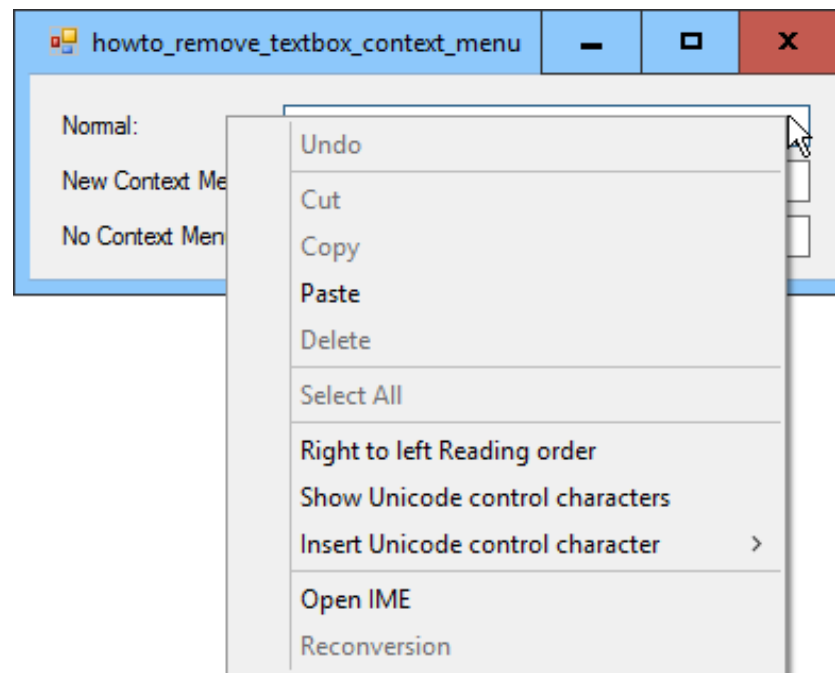 howto_remove_textbox_context_menu
Normal:
New Context Me
No Context Men
Undo
Cut
Copy
Paste
Delete
Select All
Right to left Reading order
Show Unicode control characters
Insert Unicode control character
Open IME
Reconversion